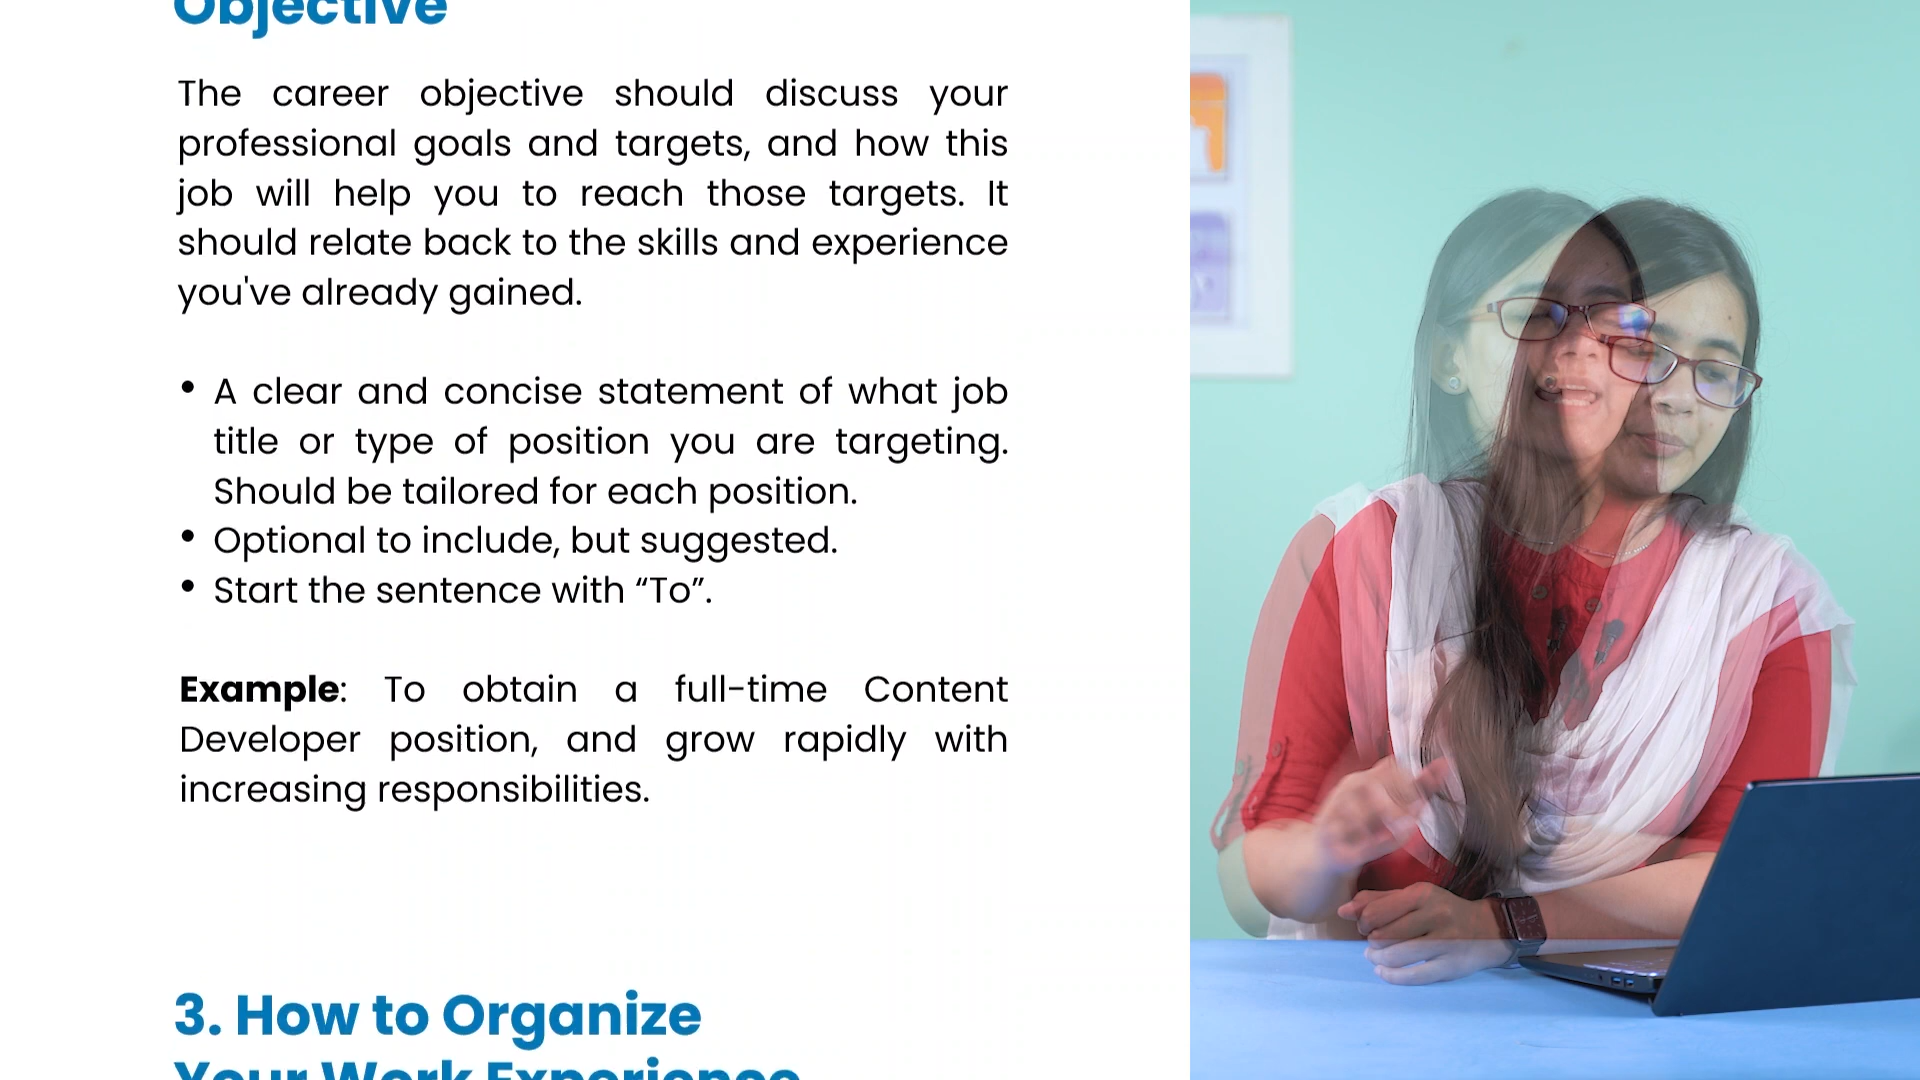 Objective
The career objective should discuss your
professional goals and targets, and how this
job will help you to reach those targets. It
should relate back to the skills and experience
you've already gained.
• A clear and concise statement of what job
title or type of position you are targeting.
Should be tailored for each position.
• Optional to include, but suggested.
• Start the sentence with “To”.
Example: To obtain a full-time Content
Developer position, and grow rapidly with
increasing responsibilities.
3. How to Organize
Your Work Experience